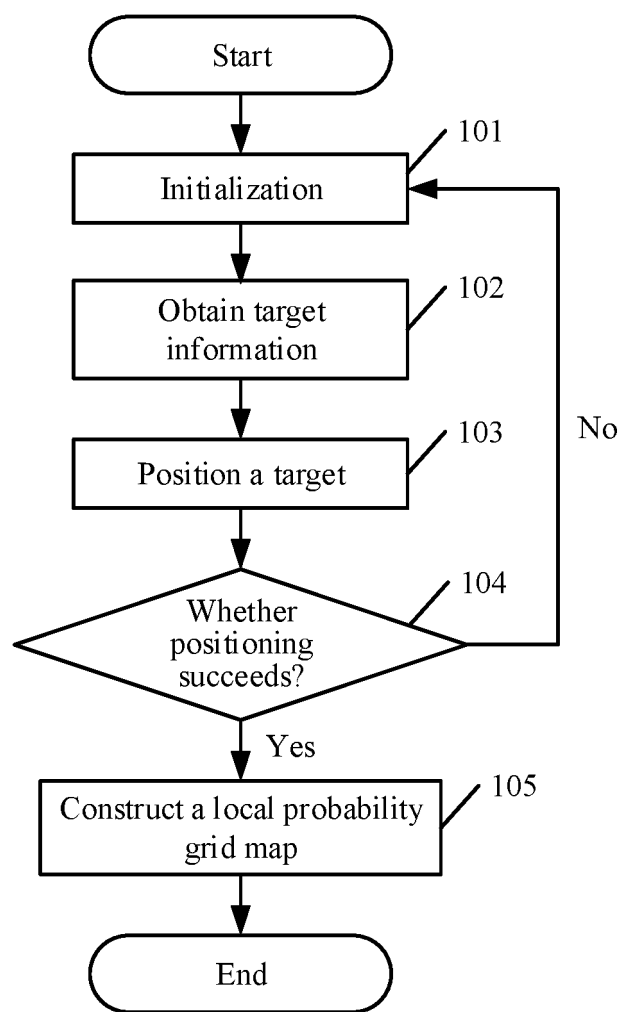 Start
101
Initialization
102
Obtain target
information
103
Position a target
No
104
Whether
positioning
succeeds?
Yes
105
Construct a local probability
grid map
End